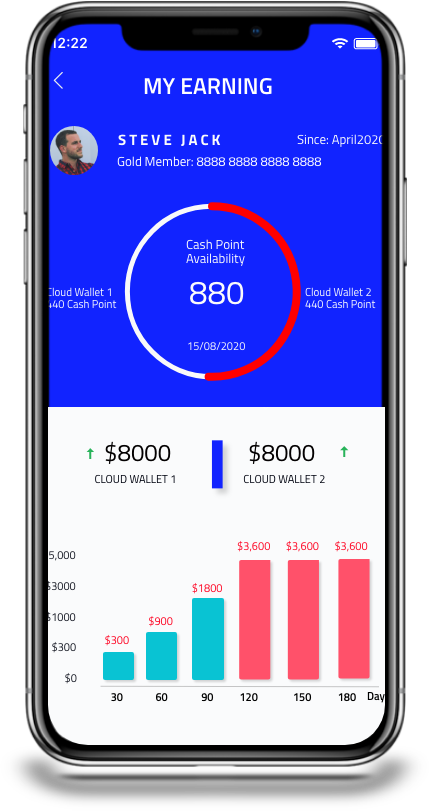 12:22
MY EARNING
STEVE JACK
Since: April2020
Gold Member: 8888 8888 8888 8888
Cash Point
Availability
880
15/08/2020
Cloud Wallet 1
440 Cash Point
Cloud Wallet 2
440 Cash Point
$8000
CLOUD WALLET 1
$8000
CLOUD WALLET 2
5,000
$3000
$1000
$300
$0
$300
$900
$1800
$3,600
$3,600
$3,600
30 60 90 120 150 180 Day